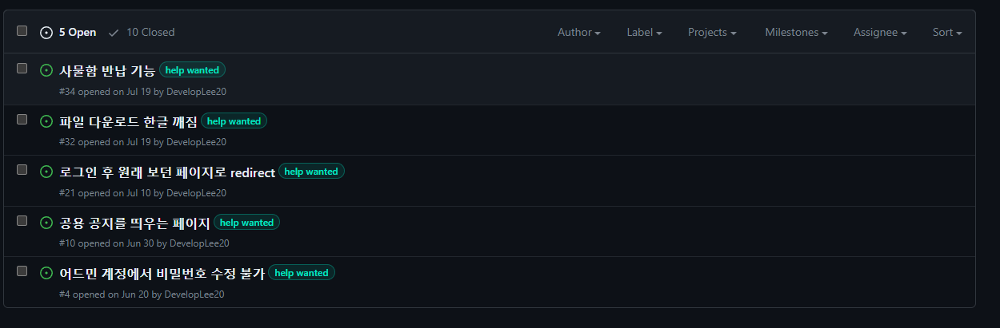 5 Open 10 Closed Author Label Projects Milestones Assignee Sort
사물함 반납 기능 help wanted
#34 opened on Jul 19 by DevelopLee20
파일 다운로드 한글 깨짐 help wanted
#32 opened on Jul 19 by DevelopLee20
로그인 후 원래 보던 페이지로 redirect help wanted
#21 opened on Jul 10 by DevelopLee20
공용 공지를 띄우는 페이지 help wanted
#10 opened on Jun 30 by DevelopLee20
어드민 계정에서 비밀번호 수정 불가 help wanted
#4 opened on Jun 20 by DevelopLee20